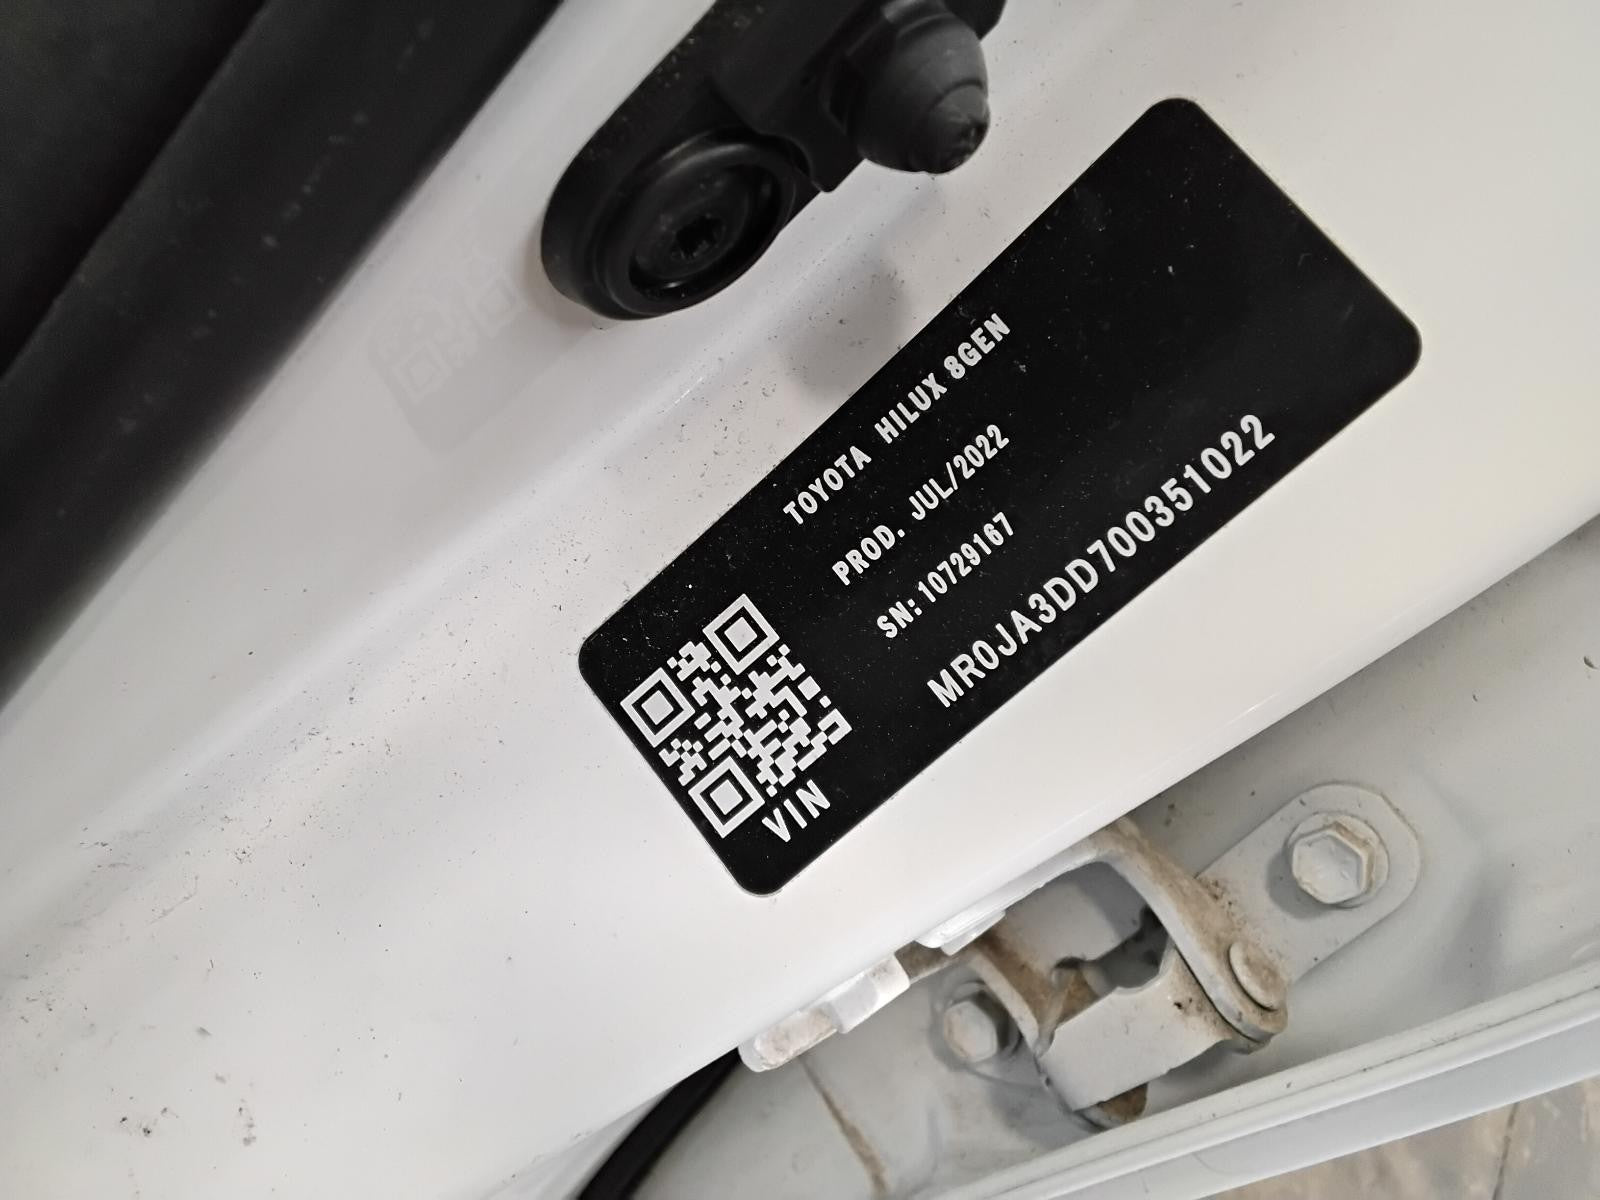 TOYOTA HILUX 8GEN
PROD. JUL/2022
SN: 10729167
MR0JA3DD700351022
VIN